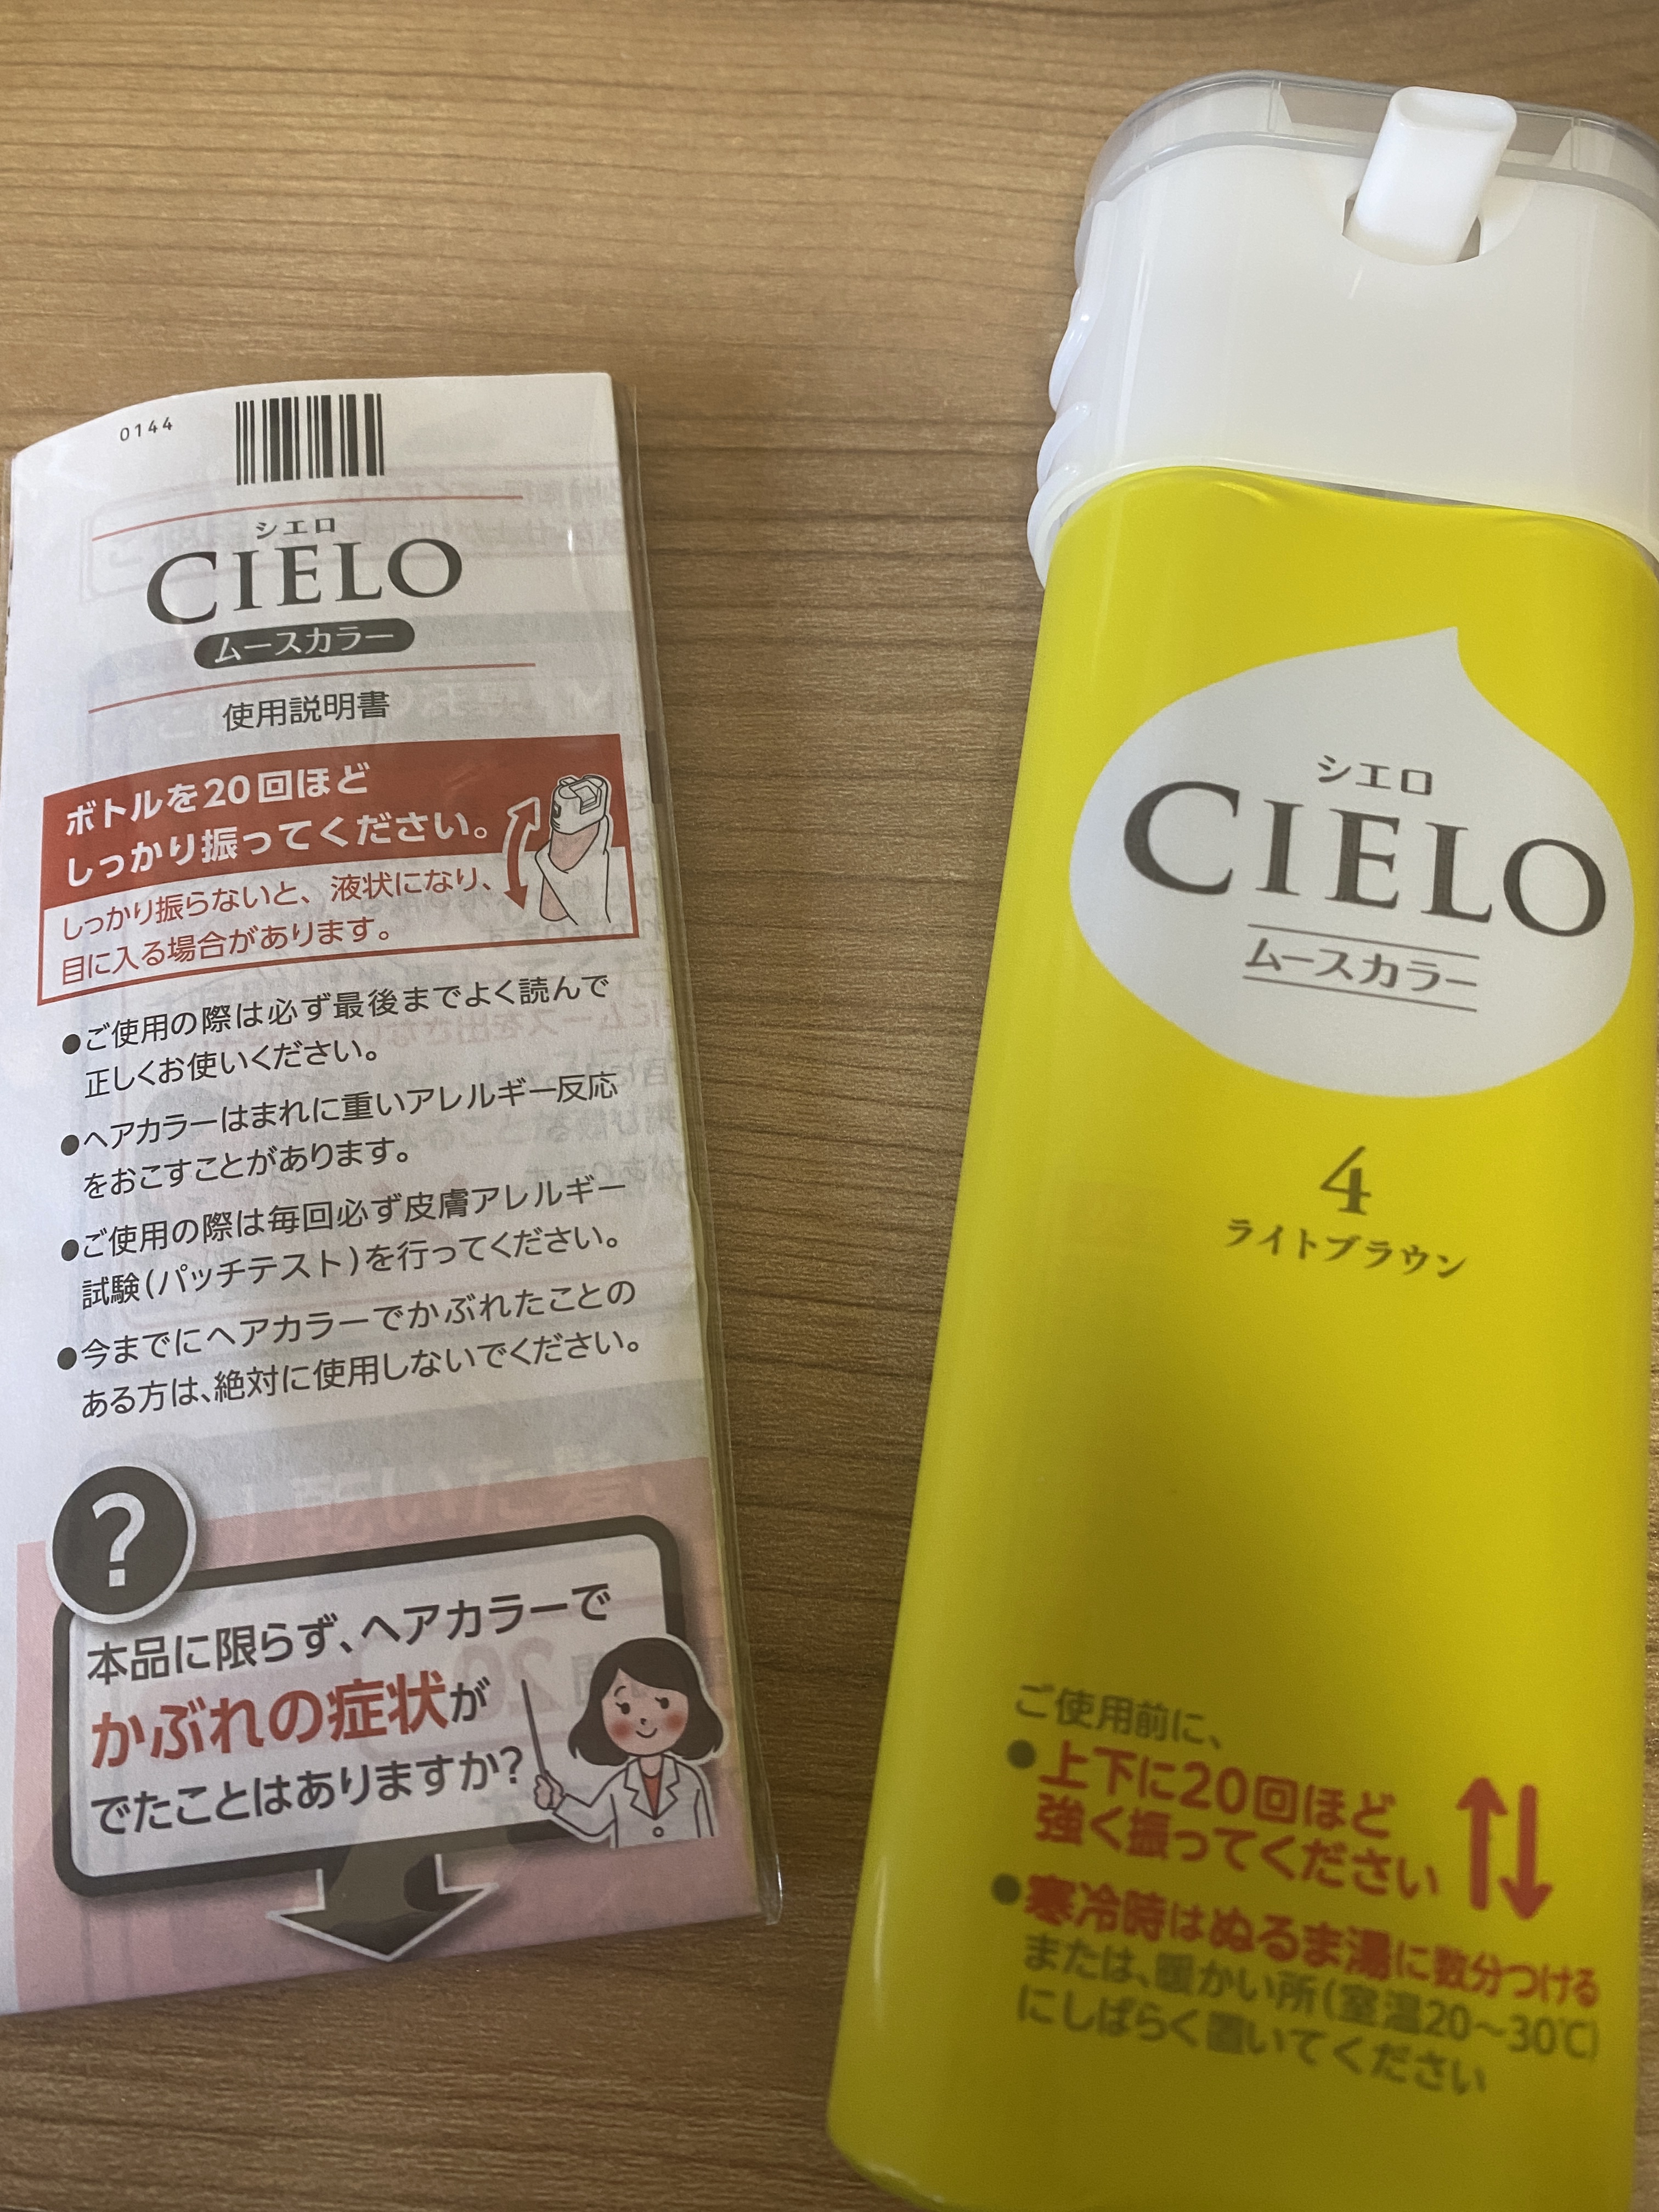 0144
シエロ
CIELO
ムースカラー
使用説明書
ボトルを20回ほど
しっかり振ってください。
しっかり振らないと、液状になり、
目に入る場合があります。
●ご使用の際は必ず最後までよく読んで
正しくお使いください。
●ヘアカラーはまれに重いアレルギー反応
をおこすことがあります。
●ご使用の際は毎回必ず皮膚アレルギー
試験(パッチテスト)を行ってください。
●今までにヘアカラーでかぶれたことの
ある方は、絶対に使用しないでください。
?
本品に限らず、ヘアカラーで
かぶれの症状が
でたことはありますか?
シエロ
CIELO
ムースカラー
4
ライトブラウン
ご使用前に、
●上下に20回ほど
強く振ってください
●寒冷時はぬるま湯に数分つける
または、暖かい所(室温20～30℃)
にしばらく置いてください